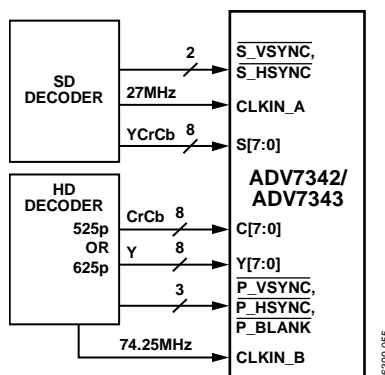 SD
DECODER
2
S_VSYNC,
S_HSYNC
27MHz
CLKIN_A
YCrCb
8
S[7:0]
ADV7342/
ADV7343
HD
DECODER
525p
OR
625p
CrCb
8
C[7:0]
Y
8
Y[7:0]
3
P_VSYNC,
P_HSYNC,
P_BLANK
74.25MHz
CLKIN_B